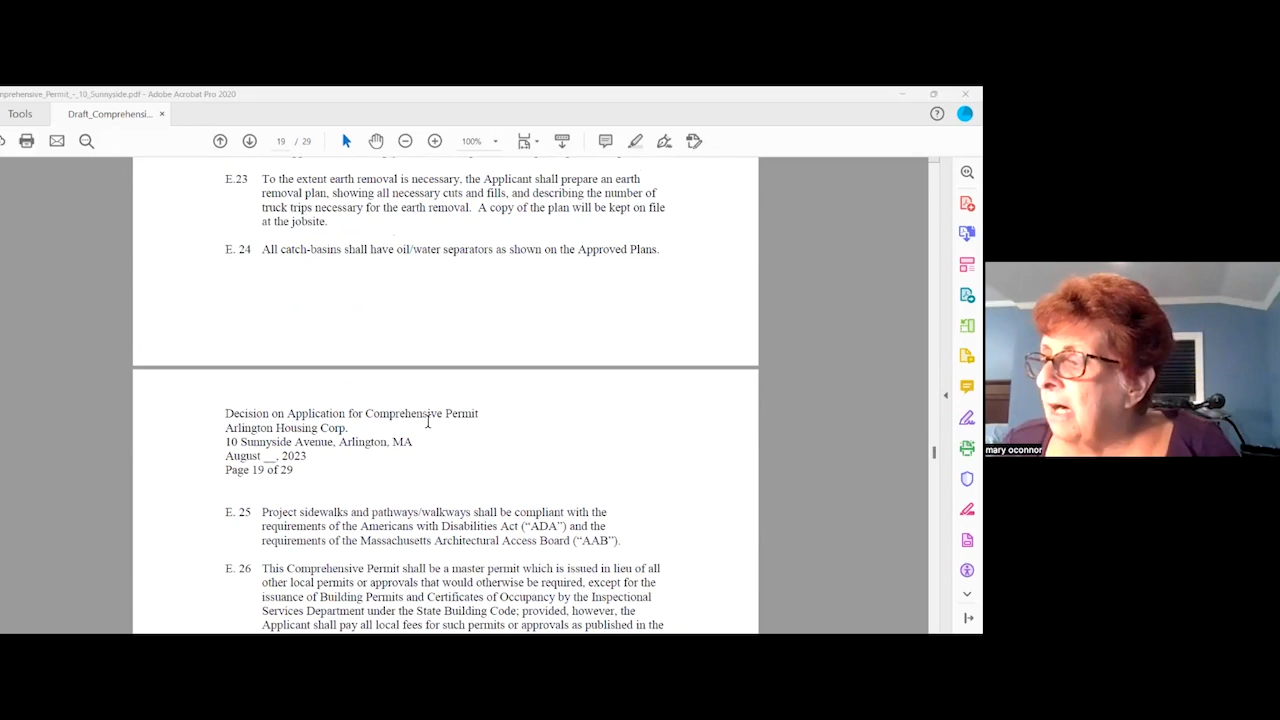 mprehensive_Permit_-_10_Sunnyside.pdf - Adobe Acrobat Pro 2020
Tools
Draft_Comprehensi... ×
19 / 29
100%
E.23 To the extent earth removal is necessary, the Applicant shall prepare an earth
removal plan, showing all necessary cuts and fills, and describing the number of
truck trips necessary for the earth removal. A copy of the plan will be kept on file
at the jobsite.
E. 24 All catch-basins shall have oil/water separators as shown on the Approved Plans.
Decision on Application for Comprehensive Permit
Arlington Housing Corp.
10 Sunnyside Avenue, Arlington, MA
August __, 2023
Page 19 of 29
E. 25 Project sidewalks and pathways/walkways shall be compliant with the
requirements of the Americans with Disabilities Act (“ADA”) and the
requirements of the Massachusetts Architectural Access Board (“AAB”).
E. 26 This Comprehensive Permit shall be a master permit which is issued in lieu of all
other local permits or approvals that would otherwise be required, except for the
issuance of Building Permits and Certificates of Occupancy by the Inspectional
Services Department under the State Building Code; provided, however, the
Applicant shall pay all local fees for such permits or approvals as published in the
mary oconnor